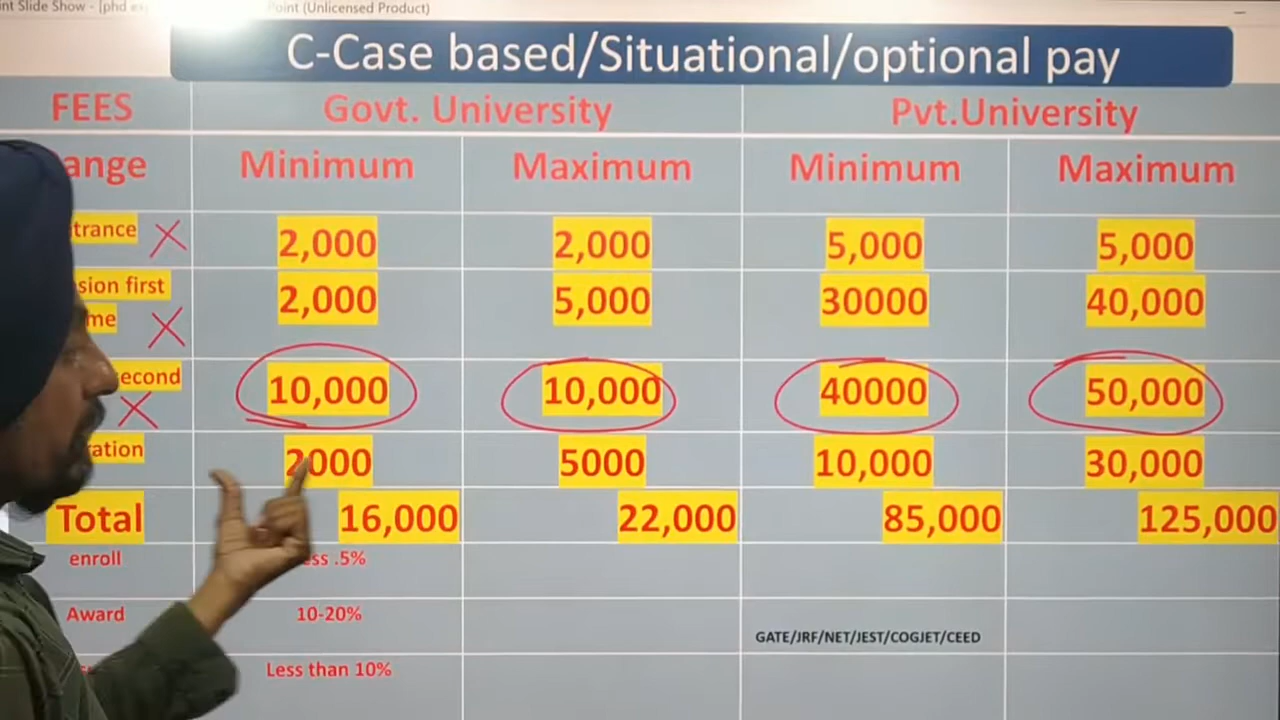 nt Slide Show - [phd ex Point (Unlicensed Product)
C-Case based/Situational/optional pay
FEES Govt. University Pvt.University
ange Minimum Maximum Minimum Maximum
trance 2,000 2,000 5,000 5,000
sion first
me 2,000 5,000 30000 40,000
econd 10,000 10,000 40000 50,000
ration 2000 5000 10,000 30,000
Total 16,000 22,000 85,000 125,000
enroll ss .5%
Award 10-20%
GATE/JRF/NET/JEST/COGJET/CEED
Less than 10%